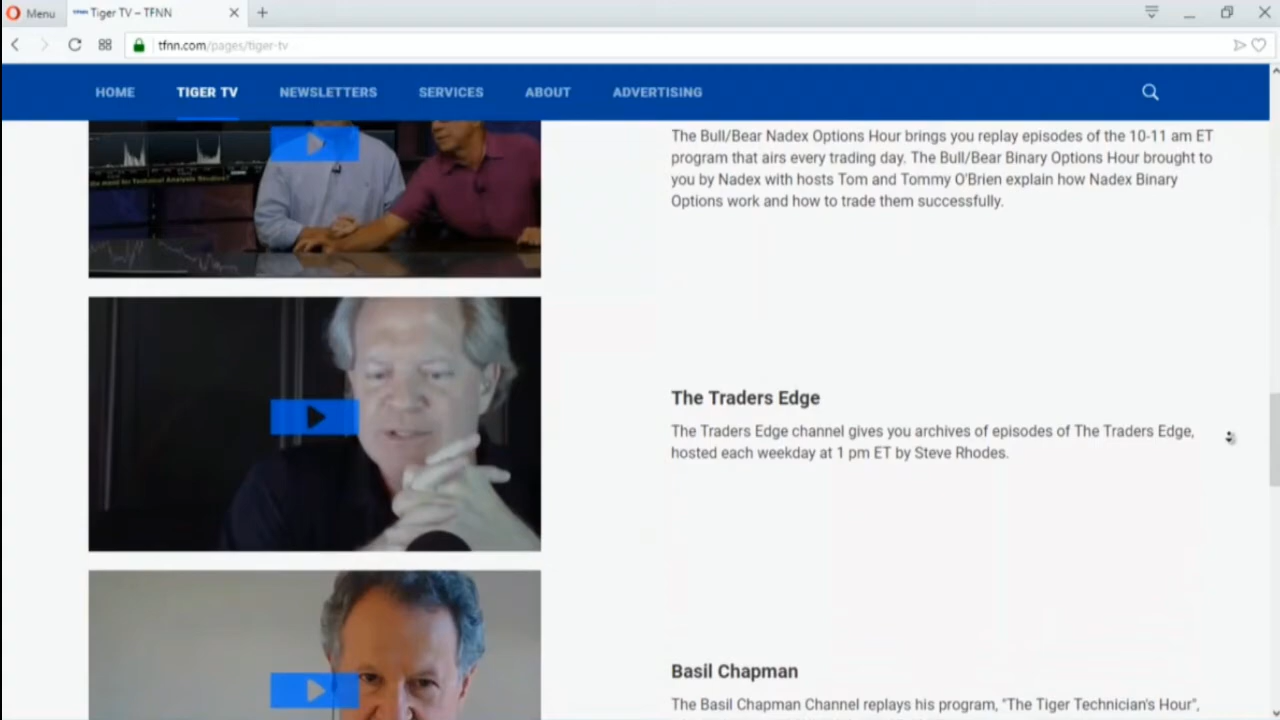 Menu
Tiger TV – TFNN
tfnn.com/pages/tiger-tv
HOME
TIGER TV
NEWSLETTERS
SERVICES
ABOUT
ADVERTISING
The Bull/Bear Nadex Options Hour brings you replay episodes of the 10-11 am ET
program that airs every trading day. The Bull/Bear Binary Options Hour brought to
you by Nadex with hosts Tom and Tommy O'Brien explain how Nadex Binary
Options work and how to trade them successfully.
The Traders Edge
The Traders Edge channel gives you archives of episodes of The Traders Edge,
hosted each weekday at 1 pm ET by Steve Rhodes.
Basil Chapman
The Basil Chapman Channel replays his program, "The Tiger Technician's Hour",